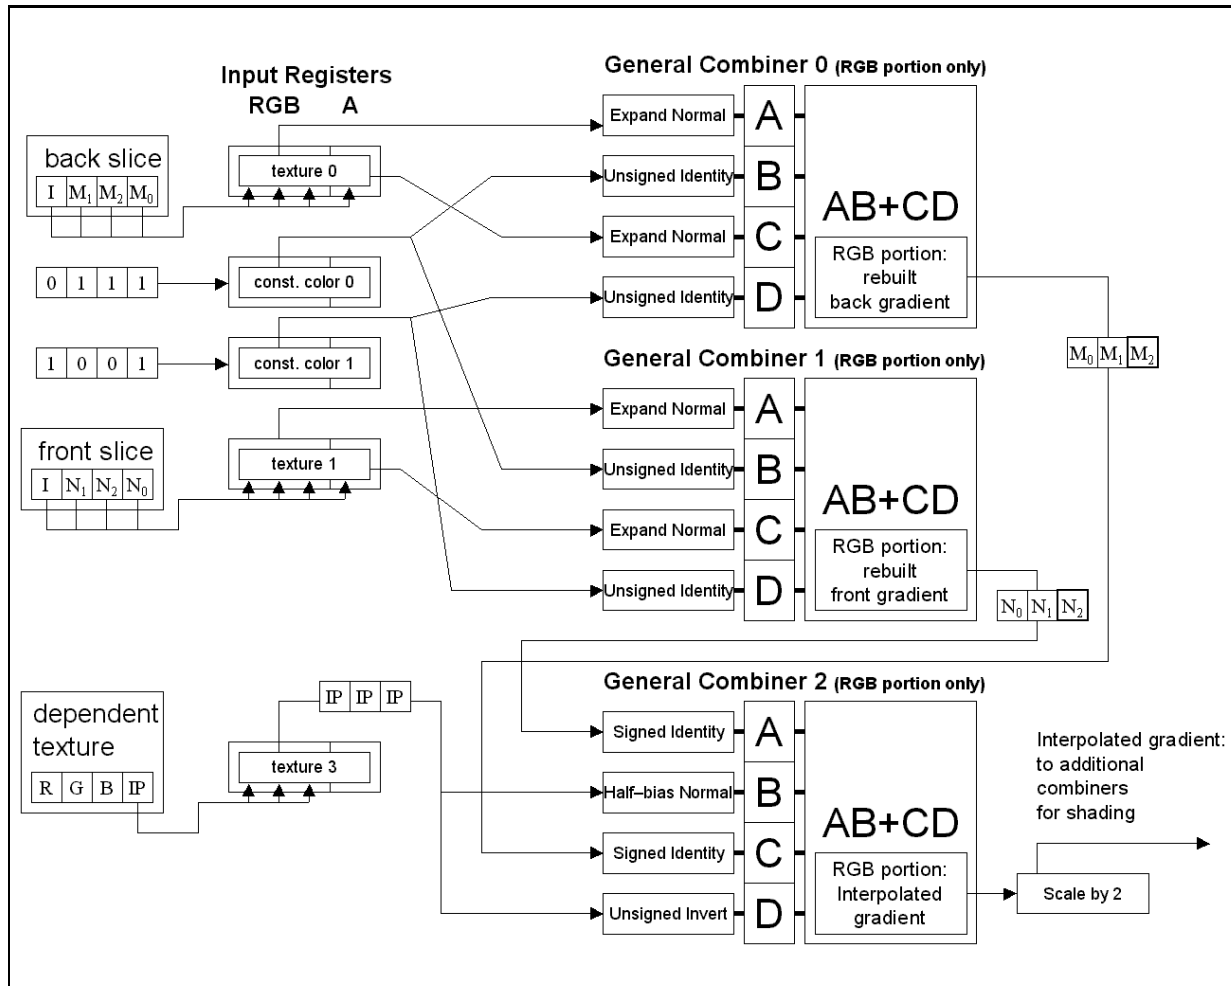 Input Registers
RGB A
back slice
I M1 M2 M0
texture 0
0 1 1 1
const. color 0
1 0 0 1
const. color 1
front slice
I N1 N2 N0
texture 1
General Combiner 0 (RGB portion only)
Expand Normal A
Unsigned Identity B
Expand Normal C
Unsigned Identity D
AB+CD
RGB portion:
rebuilt
back gradient
M0 M1 M2
General Combiner 1 (RGB portion only)
Expand Normal A
Unsigned Identity B
Expand Normal C
Unsigned Identity D
AB+CD
RGB portion:
rebuilt
front gradient
N0 N1 N2
dependent
texture
R G B IP
texture 3
IP IP IP
General Combiner 2 (RGB portion only)
Signed Identity A
Half–bias Normal B
Signed Identity C
Unsigned Invert D
AB+CD
RGB portion:
Interpolated
gradient
Scale by 2
Interpolated gradient:
to additional
combiners
for shading